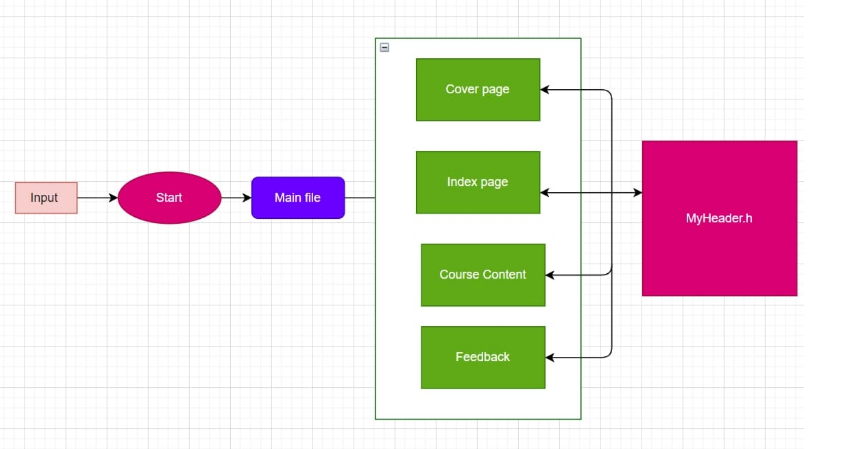 Input
Start
Main file
Cover page
Index page
Course Content
Feedback
MyHeader.h